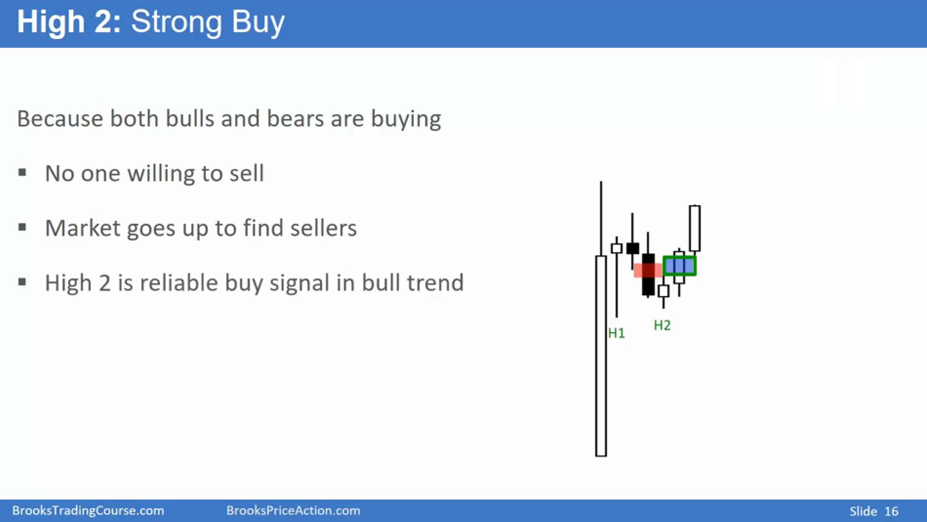 High 2: Strong Buy
Because both bulls and bears are buying
▪ No one willing to sell
▪ Market goes up to find sellers
▪ High 2 is reliable buy signal in bull trend
H1
H2
BrooksTradingCourse.com
BrooksPriceAction.com
Slide 16